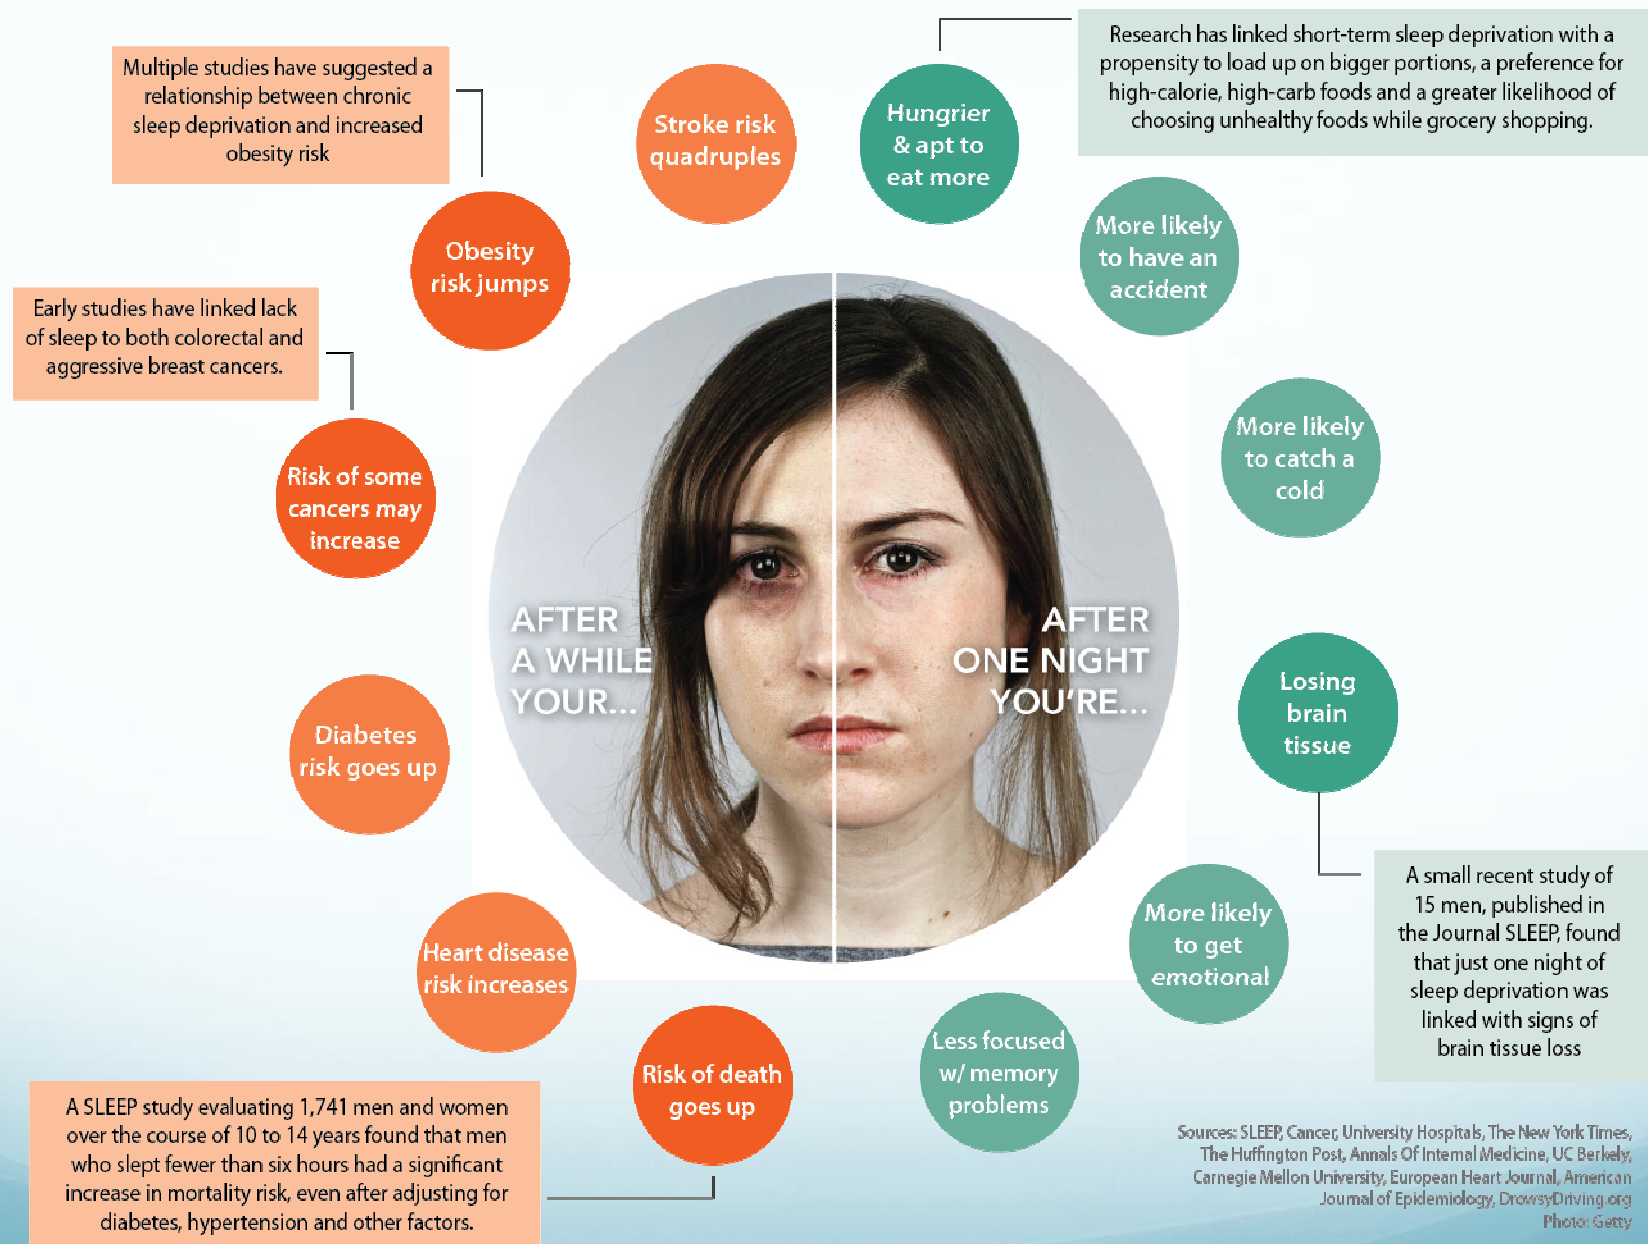 Multiple studies have suggested a
relationship between chronic
sleep deprivation and increased
obesity risk
Early studies have linked lack
of sleep to both colorectal and
aggressive breast cancers.
Stroke risk
quadruples
Obesity
risk jumps
Risk of some
cancers may
increase
Diabetes
risk goes up
Heart disease
risk increases
Risk of death
goes up
A SLEEP study evaluating 1,741 men and women
over the course of 10 to 14 years found that men
who slept fewer than six hours had a significant
increase in mortality risk, even after adjusting for
diabetes, hypertension and other factors.
AFTER
A WHILE
YOUR...
AFTER
ONE NIGHT
YOU'RE...
Hungrier
& apt to
eat more
Research has linked short-term sleep deprivation with a
propensity to load up on bigger portions, a preference for
high-calorie, high-carb foods and a greater likelihood of
choosing unhealthy foods while grocery shopping.
More likely
to have an
accident
More likely
to catch a
cold
Losing
brain
tissue
A small recent study of
15 men, published in
the Journal SLEEP, found
that just one night of
sleep deprivation was
linked with signs of
brain tissue loss
More likely
to get
emotional
Less focused
w/ memory
problems
Sources: SLEEP, Cancer, University Hospitals, The New York Times,
The Huffington Post, Annals Of Internal Medicine, UC Berkely,
Carnegie Mellon University, European Heart Journal, American
Journal of Epidemiology, DrowsyDriving.org
Photo: Getty